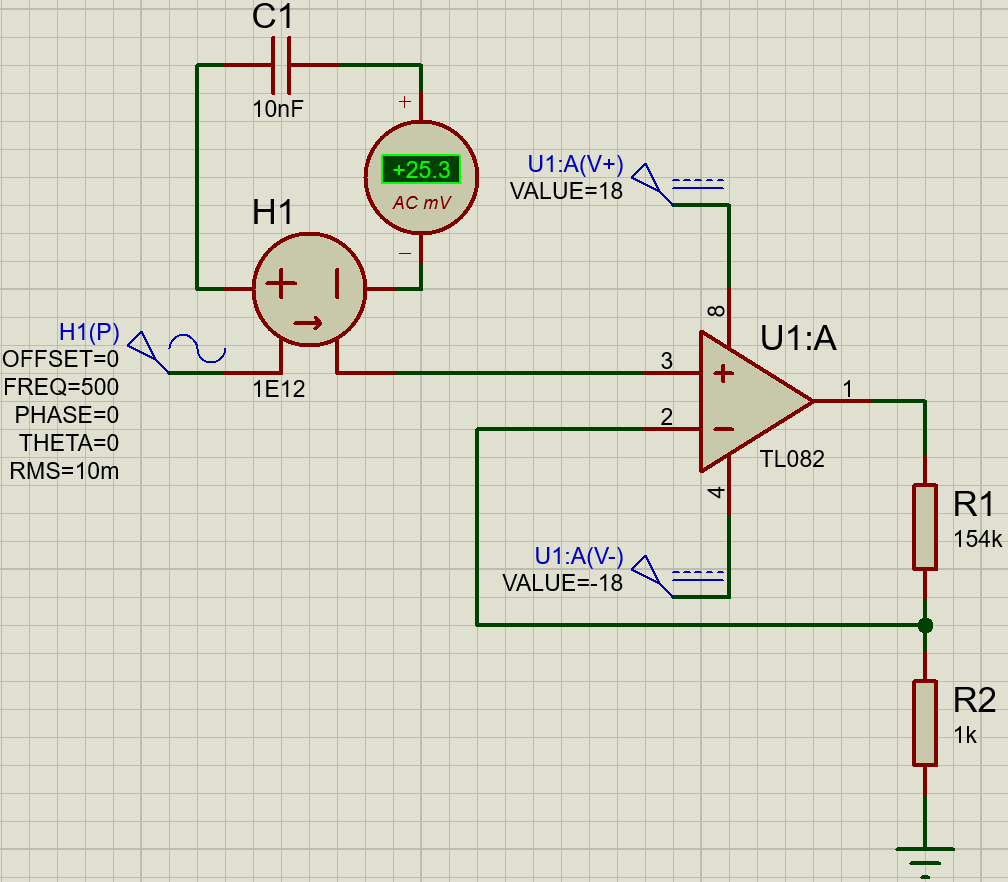 C1
10nF
+
+25.3
AC mV
−
H1
+
1E12
H1(P)
OFFSET=0
FREQ=500
PHASE=0
THETA=0
RMS=10m
U1:A(V+)
VALUE=18
8
3
2
4
1
U1:A
TL082
U1:A(V-)
VALUE=-18
R1
154k
R2
1k